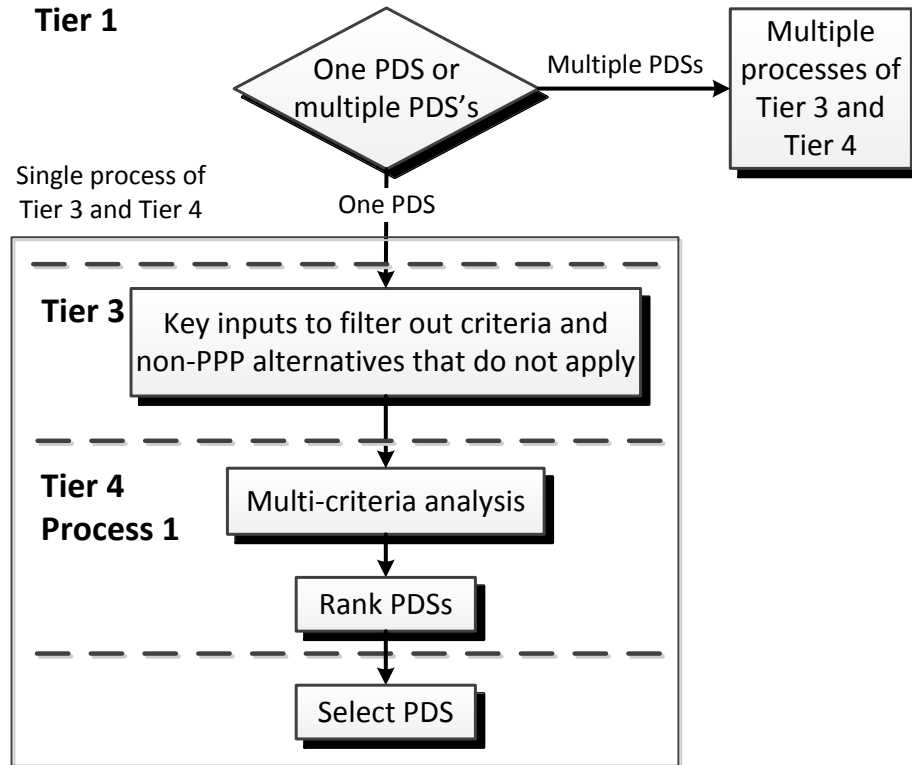 Tier 1
One PDS or
multiple PDS’s
Multiple PDSs
Multiple
processes of
Tier 3 and
Tier 4
Single process of
Tier 3 and Tier 4
One PDS
Tier 3
Key inputs to filter out criteria and
non-PPP alternatives that do not apply
Tier 4
Process 1
Multi-criteria analysis
Rank PDSs
Select PDS